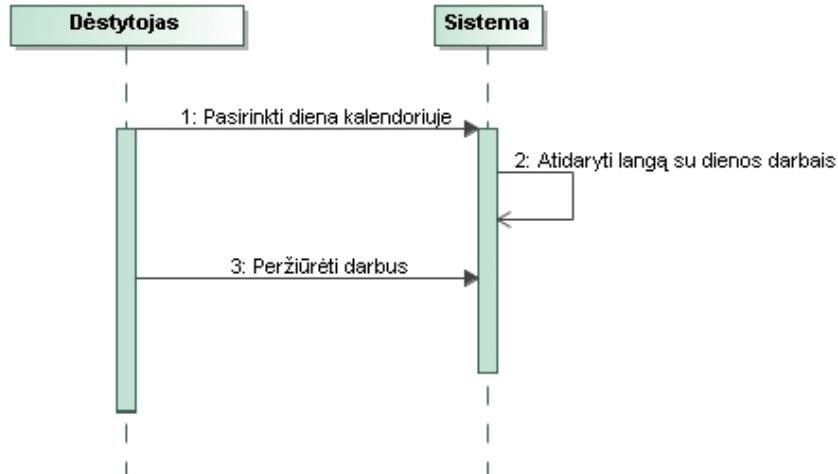 Dėstytojas
Sistema
1: Pasirinkti diena kalendoriuje
2: Atidaryti langą su dienos darbais
3: Peržiūrėti darbus